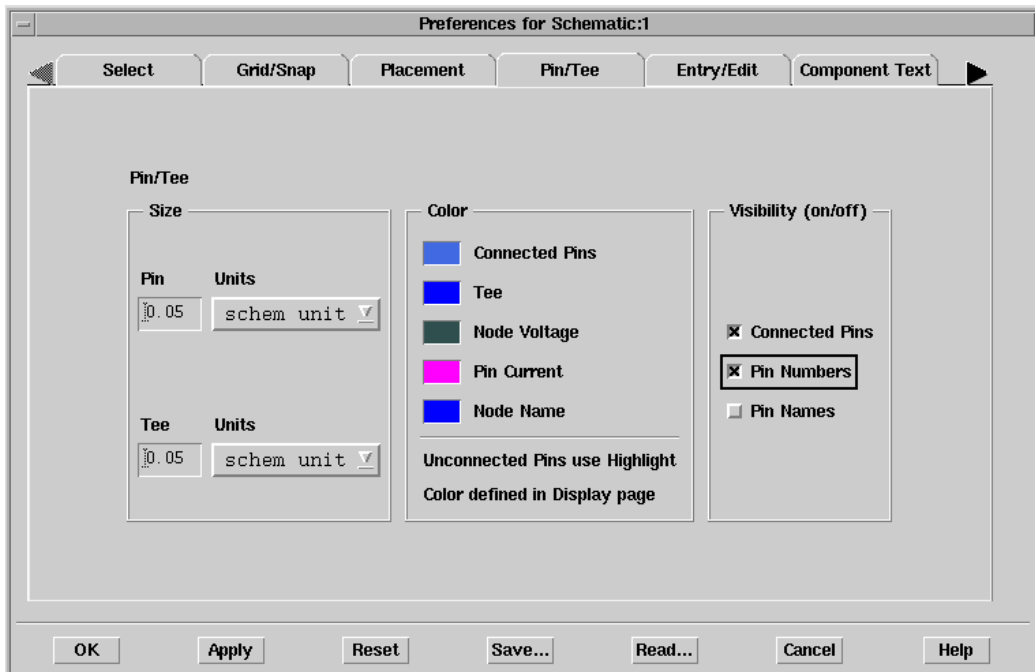 Preferences for Schematic:1
Select Grid/Snap Placement Pin/Tee Entry/Edit Component Text
Pin/Tee
Size
Pin Units
0.05 schem unit
Tee Units
0.05 schem unit
Color
Connected Pins
Tee
Node Voltage
Pin Current
Node Name
Unconnected Pins use Highlight
Color defined in Display page
Visibility (on/off)
Connected Pins
Pin Numbers
Pin Names
OK Apply Reset Save... Read... Cancel Help